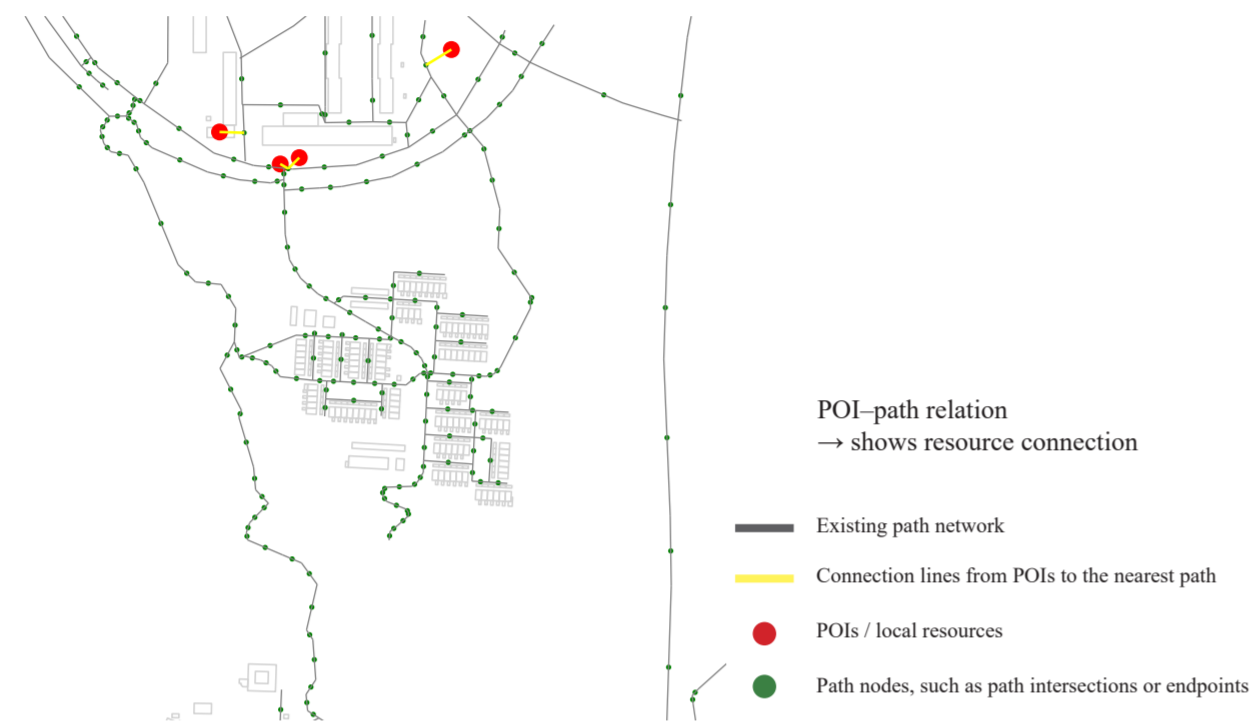 POI–path relation
→ shows resource connection
Existing path network
Connection lines from POIs to the nearest path
POIs / local resources
Path nodes, such as path intersections or endpoints